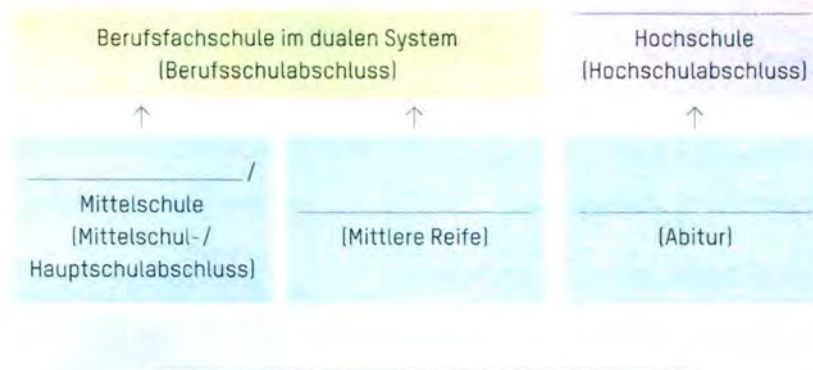 Berufsfachschule im dualen System
(Berufsschulabschluss)
Hochschule
(Hochschulabschluss)
/
Mittelschule
(Mittelschul-/
Hauptschulabschluss)
(Mittlere Reife)
(Abitur)